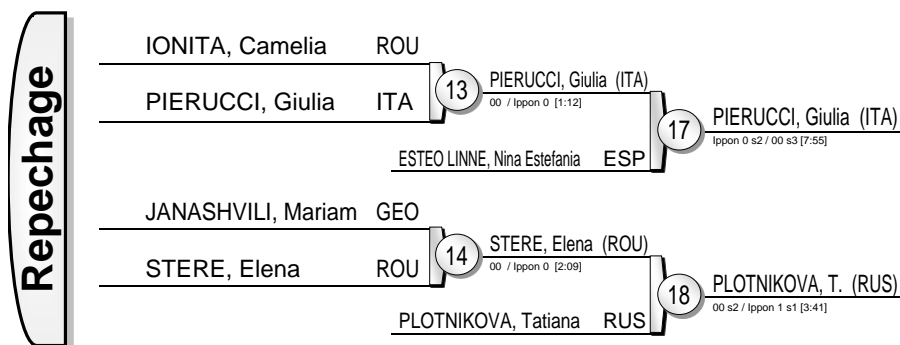 Repechage
IONITA, Camelia ROU
PIERUCCI, Giulia ITA
13
PIERUCCI, Giulia (ITA)
00 / Ippon 0 [1:12]
ESTEO LINNE, Nina Estefania ESP
17
PIERUCCI, Giulia (ITA)
Ippon 0 s2 / 00 s3 [7:55]
JANASHVILI, Mariam GEO
STERE, Elena ROU
14
STERE, Elena (ROU)
00 / Ippon 0 [2:09]
PLOTNIKOVA, Tatiana RUS
18
PLOTNIKOVA, T. (RUS)
00 s2 / Ippon 1 s1 [3:41]